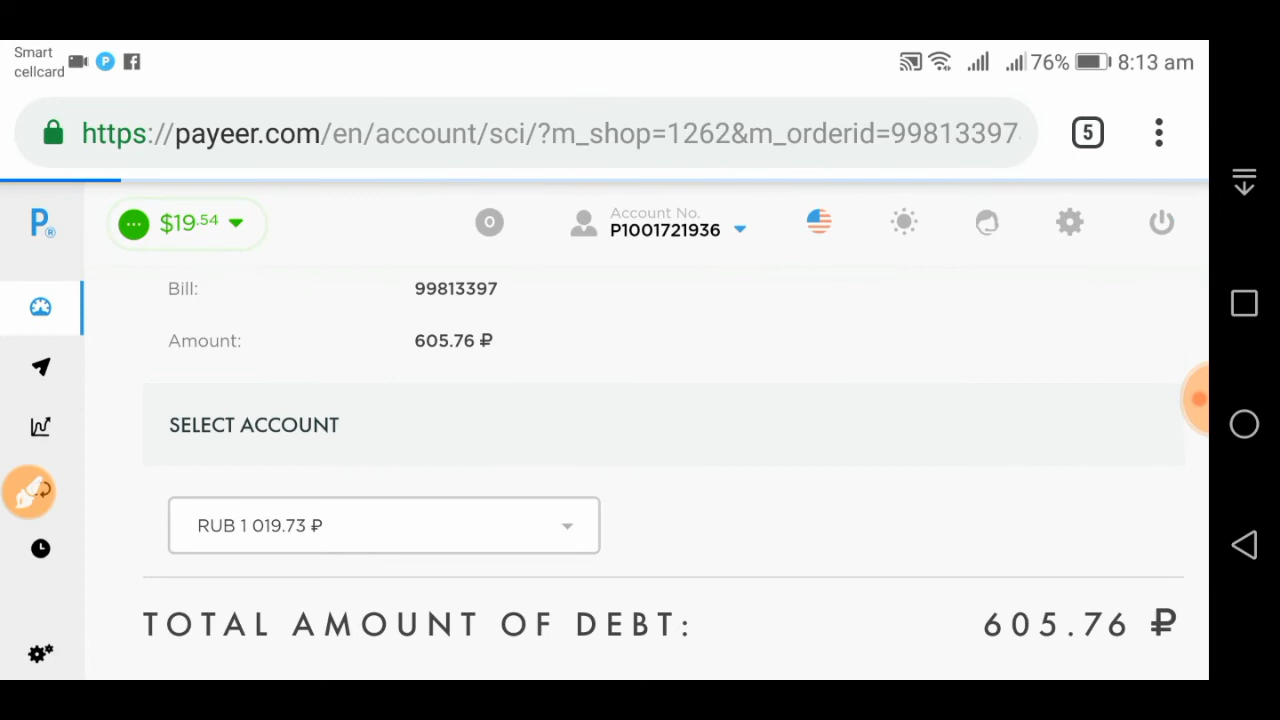 Smart
cellcard
P
76%
8:13 am
https://payeer.com/en/account/sci/?m_shop=1262&m_orderid=99813397
5
P®
$19.54
0
Account No.
P1001721936
Bill: 99813397
Amount: 605.76 ₽
SELECT ACCOUNT
RUB 1 019.73 ₽
TOTAL AMOUNT OF DEBT: 605.76 ₽